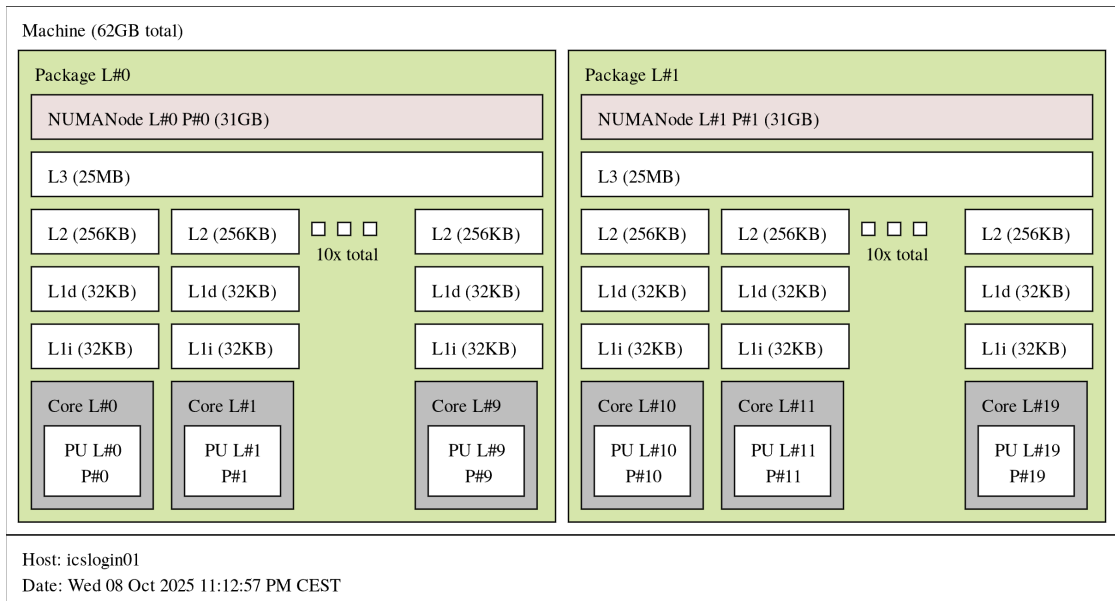 Machine (62GB total)
Package L#0
NUMANode L#0 P#0 (31GB)
L3 (25MB)
L2 (256KB) L2 (256KB) L2 (256KB)
10x total
L1d (32KB) L1d (32KB) L1d (32KB)
L1i (32KB) L1i (32KB) L1i (32KB)
Core L#0 Core L#1 Core L#9
PU L#0 PU L#1 PU L#9
P#0 P#1 P#9
Package L#1
NUMANode L#1 P#1 (31GB)
L3 (25MB)
L2 (256KB) L2 (256KB) L2 (256KB)
10x total
L1d (32KB) L1d (32KB) L1d (32KB)
L1i (32KB) L1i (32KB) L1i (32KB)
Core L#10 Core L#11 Core L#19
PU L#10 PU L#11 PU L#19
P#10 P#11 P#19
Host: icslogin01
Date: Wed 08 Oct 2025 11:12:57 PM CEST